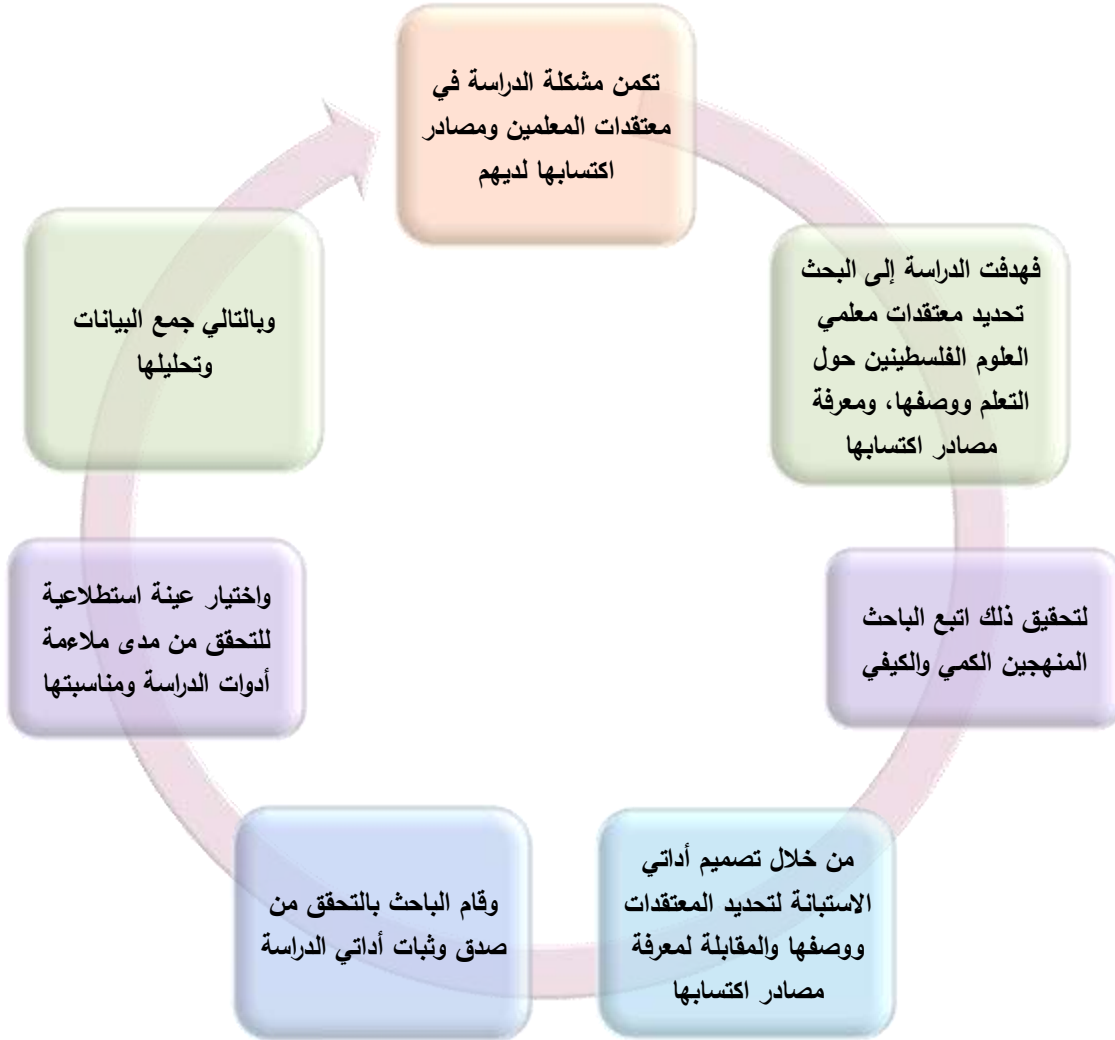 تكمن مشكلة الدراسة في
معتقدات المعلمين ومصادر
اكتسابها لديهم
فهدفت الدراسة إلى البحث
تحديد معتقدات معلمي
العلوم الفلسطينين حول
التعلم ووصفها، ومعرفة
مصادر اكتسابها
لتحقيق ذلك اتبع الباحث
المنهجين الكمي والكيفي
من خلال تصميم أداتي
الاستبانة لتحديد المعتقدات
ووصفها والمقابلة لمعرفة
مصادر اكتسابها
وقام الباحث بالتحقق من
صدق وثبات أداتي الدراسة
واختيار عينة استطلاعية
للتحقق من مدى ملاءمة
أدوات الدراسة ومناسبتها
وبالتالي جمع البيانات
وتحليلها